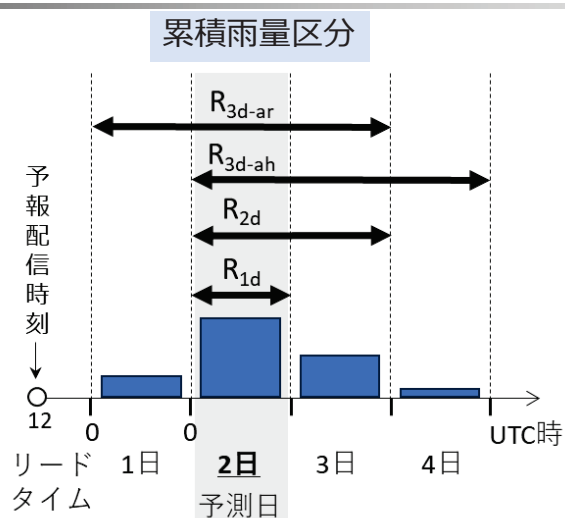 累積雨量区分
R3d-ar
R3d-ah
R2d
R1d
予報配信時刻
12
0
0
UTC時
リード
タイム
1日
2日
3日
4日
予測日